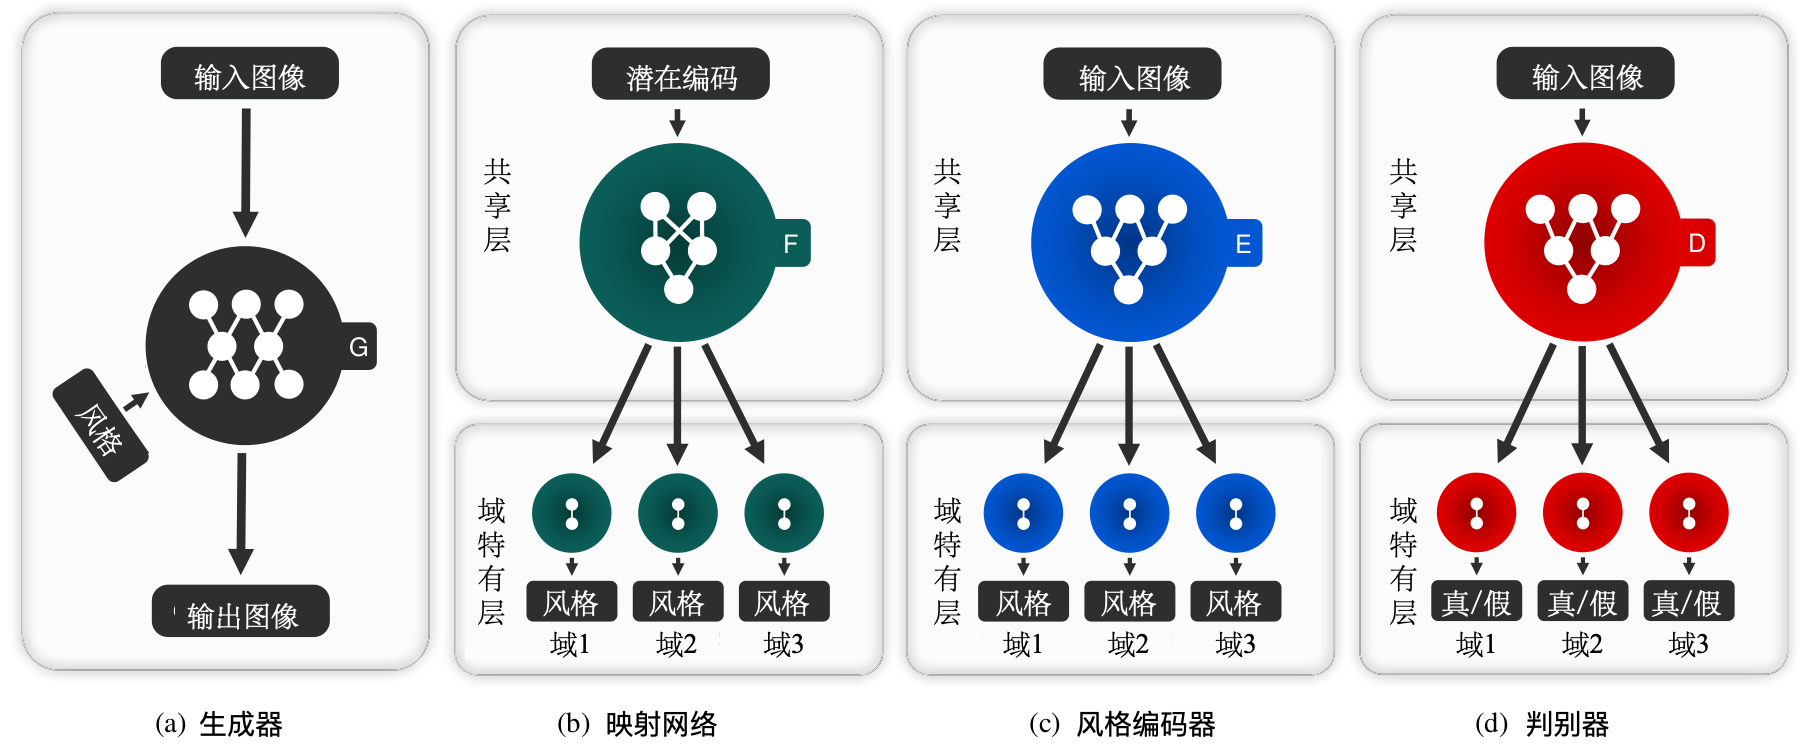 输入图像
G
风格
输出图像
(a) 生成器
潜在编码
共享层
F
域特有层
风格 风格 风格
域1 域2 域3
(b) 映射网络
输入图像
共享层
E
域特有层
风格 风格 风格
域1 域2 域3
(c) 风格编码器
输入图像
共享层
D
域特有层
真/假 真/假 真/假
域1 域2 域3
(d) 判别器